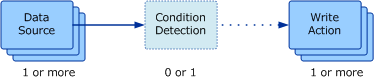 Data
Source
Condition
Detection
Write
Action
1 or more
0 or 1
1 or more